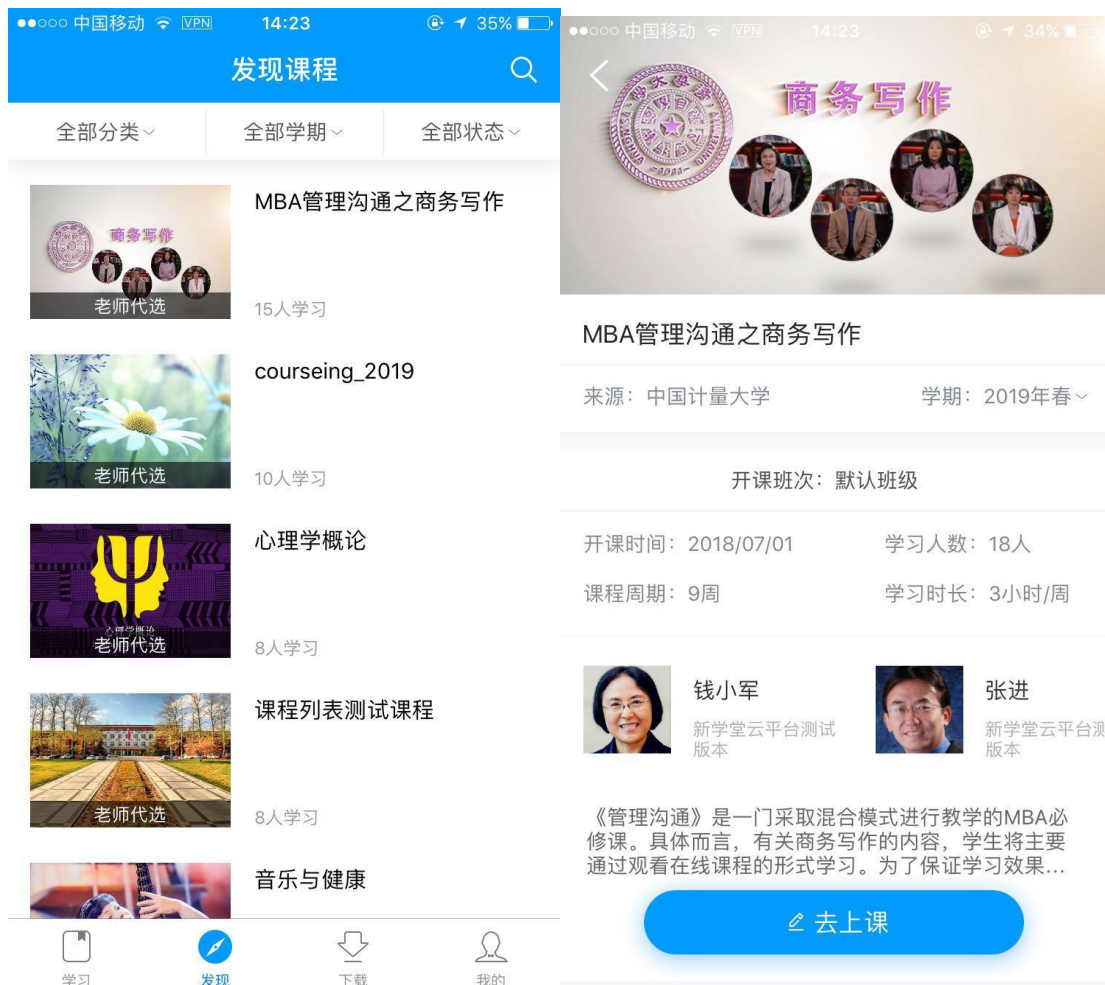 中国移动 VPN 14:23 35%
发现课程
全部分类 全部学期 全部状态
商务写作
老师代选
MBA管理沟通之商务写作
15人学习
老师代选
courseing_2019
10人学习
心理学概论
老师代选
心理学概论
8人学习
老师代选
课程列表测试课程
8人学习
音乐与健康
学习 发现 下载 我的
中国移动 VPN 14:23 34%
商务写作
MBA管理沟通之商务写作
来源：中国计量大学 学期：2019年春
开课班次：默认班级
开课时间：2018/07/01 学习人数：18人
课程周期：9周 学习时长：3小时/周
钱小军
新学堂云平台测试
版本
张进
新学堂云平台测
版本
《管理沟通》是一门采取混合模式进行教学的MBA必
修课。具体而言，有关商务写作的内容，学生将主要
通过观看在线课程的形式学习。为了保证学习效果...
去上课